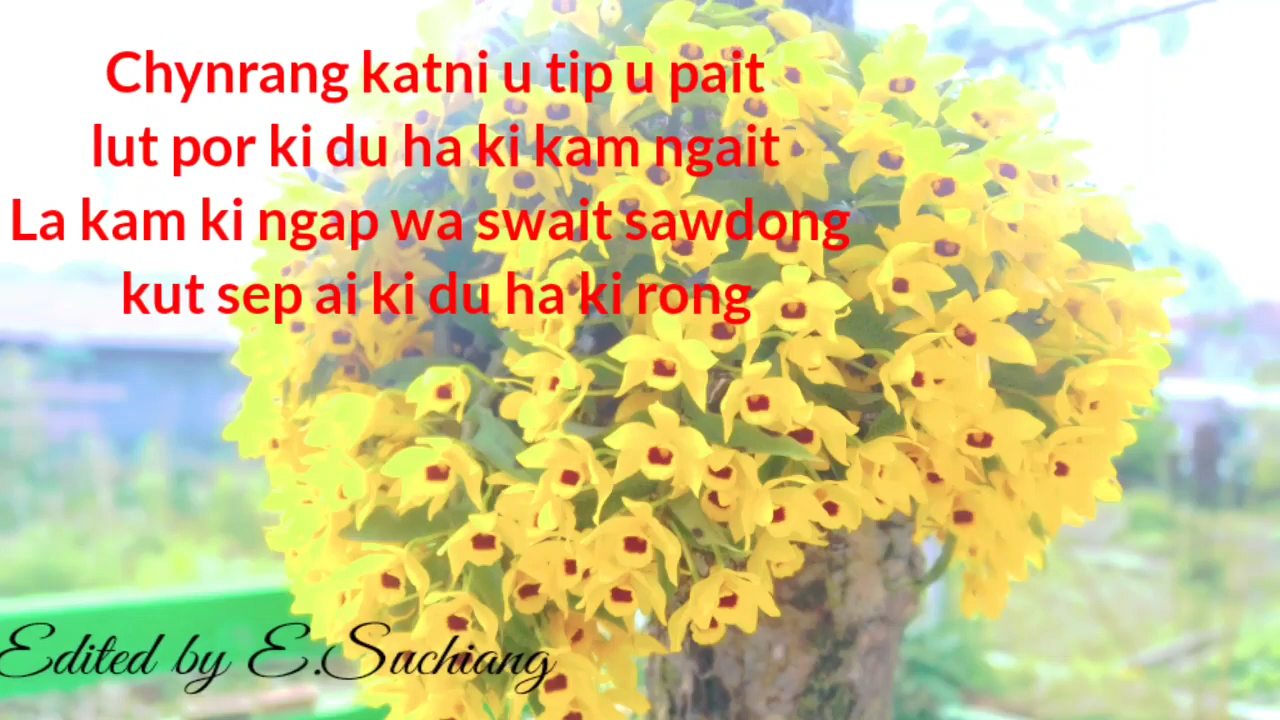 Chynrang katni u tip u pait
lut por ki du ha ki kam ngait
La kam ki ngap wa swait sawdong
kut sep ai ki du ha ki rong
Edited by E.Suchiang